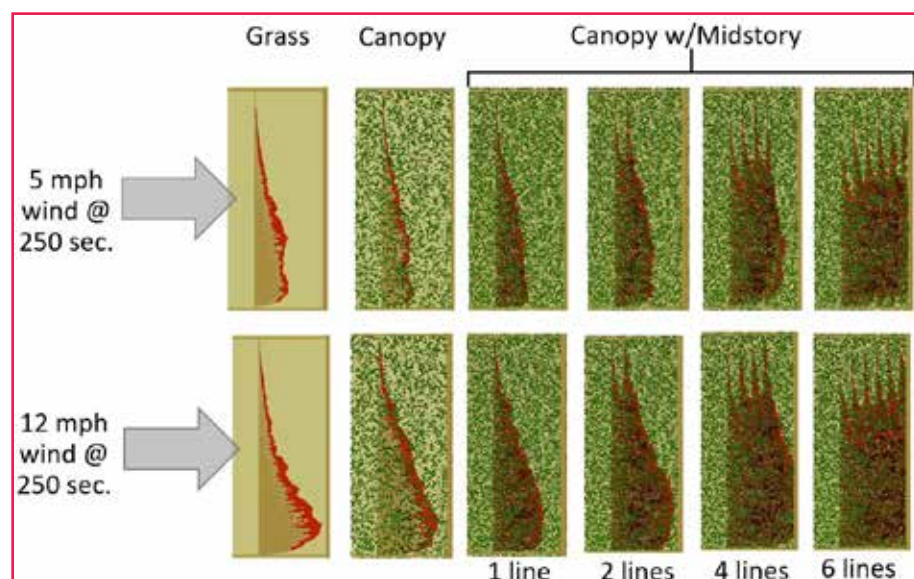 Grass
Canopy
Canopy w/Midstory
5 mph
wind @
250 sec.
12 mph
wind @
250 sec.
1 line
2 lines
4 lines
6 lines